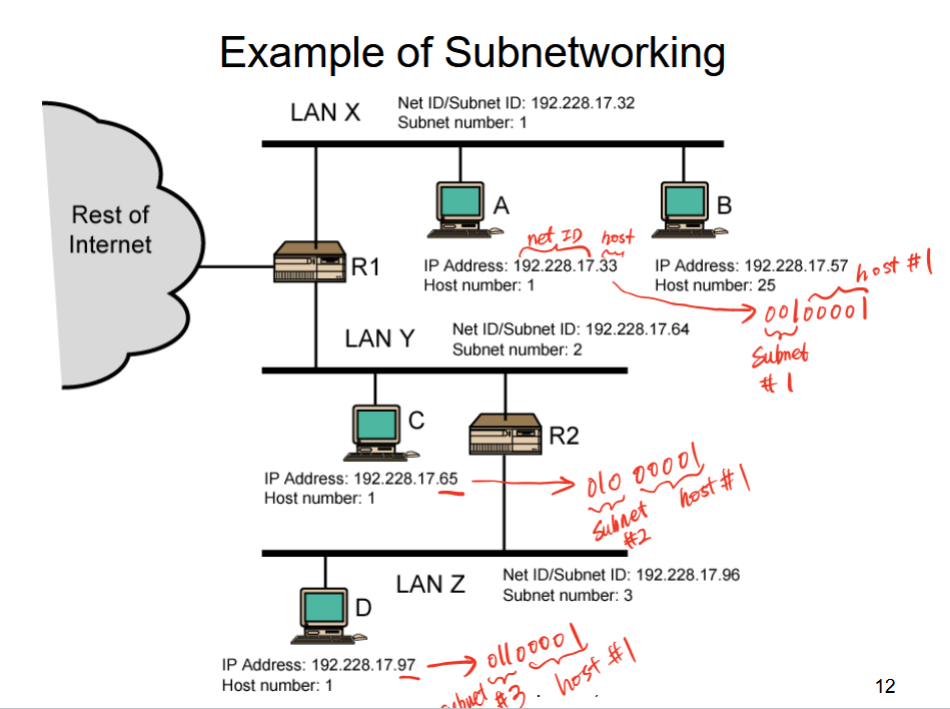 Example of Subnetworking
LAN X
Net ID/Subnet ID: 192.228.17.32
Subnet number: 1
Rest of
Internet
A
B
R1
net ID
host
IP Address: 192.228.17.33
Host number: 1
IP Address: 192.228.17.57
Host number: 25
host #1
00100001
Subnet
#1
LAN Y
Net ID/Subnet ID: 192.228.17.64
Subnet number: 2
C
R2
IP Address: 192.228.17.65
Host number: 1
010 00001
host #1
Subnet
#2
LAN Z
Net ID/Subnet ID: 192.228.17.96
Subnet number: 3
D
IP Address: 192.228.17.97
Host number: 1
01100001
host #1
subnet
#3
12